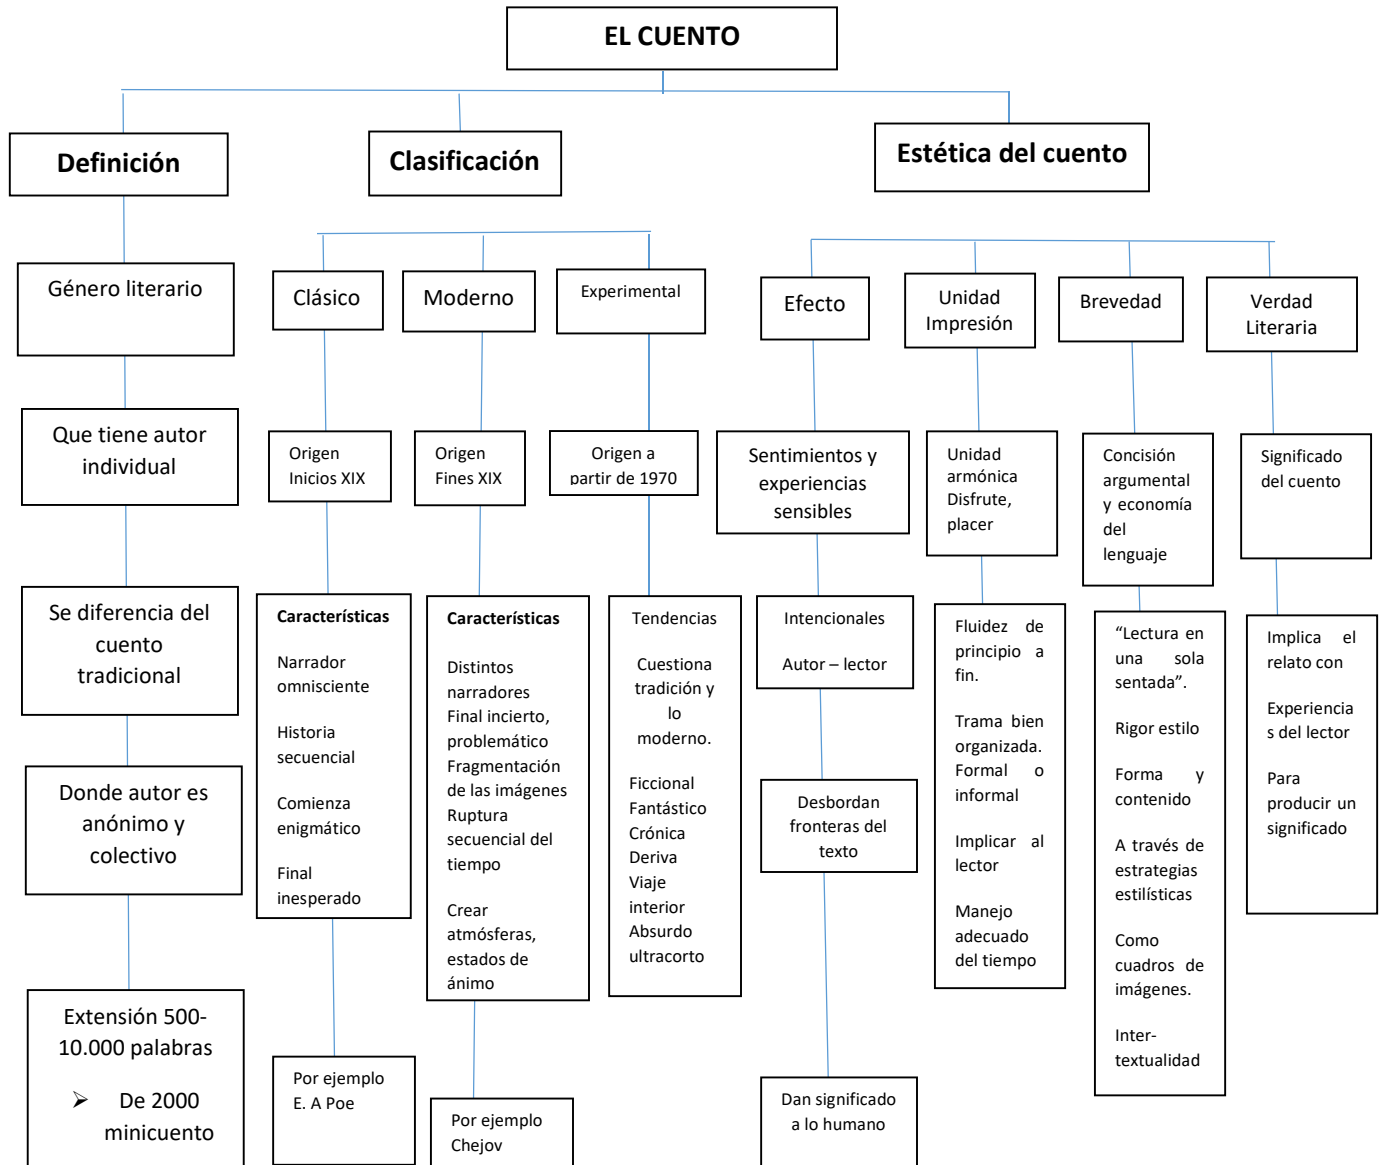 EL CUENTO
Definición
Clasificación
Estética del cuento
Género literario
Clásico
Moderno
Experimental
Efecto
Unidad
Impresión
Brevedad
Verdad
Literaria
Que tiene autor
individual
Origen
Inicios XIX
Origen
Fines XIX
Origen a
partir de 1970
Sentimientos y
experiencias
sensibles
Unidad
armónica
Disfrute,
placer
Concisión
argumental
y economía
del
lenguaje
Significado
del cuento
Se diferencia del
cuento
tradicional
Características
Narrador
omnisciente
Historia
secuencial
Comienza
enigmático
Final
inesperado
Características
Distintos
narradores
Final incierto,
problemático
Fragmentación
de las imágenes
Ruptura
secuencial del
tiempo
Crear
atmósferas,
estados de
ánimo
Tendencias
Cuestiona
tradición y
lo
moderno.
Ficcional
Fantástico
Crónica
Deriva
Viaje
interior
Absurdo
ultracorto
Intencionales
Autor – lector
Fluidez de
principio a
fin.
Trama bien
organizada.
Formal o
informal
Implicar al
lector
Manejo
adecuado
del tiempo
“Lectura en
una sola
sentada”.
Rigor estilo
Forma y
contenido
A través de
estrategias
estilísticas
Como
cuadros de
imágenes.
Inter-
textualidad
Implica el
relato con
Experiencia
s del lector
Para
producir un
significado
Donde autor es
anónimo y
colectivo
Desbordan
fronteras del
texto
Extensión 500-
10.000 palabras
➢ De 2000
minicuento
Por ejemplo
E. A Poe
Por ejemplo
Chejov
Dan significado
a lo humano